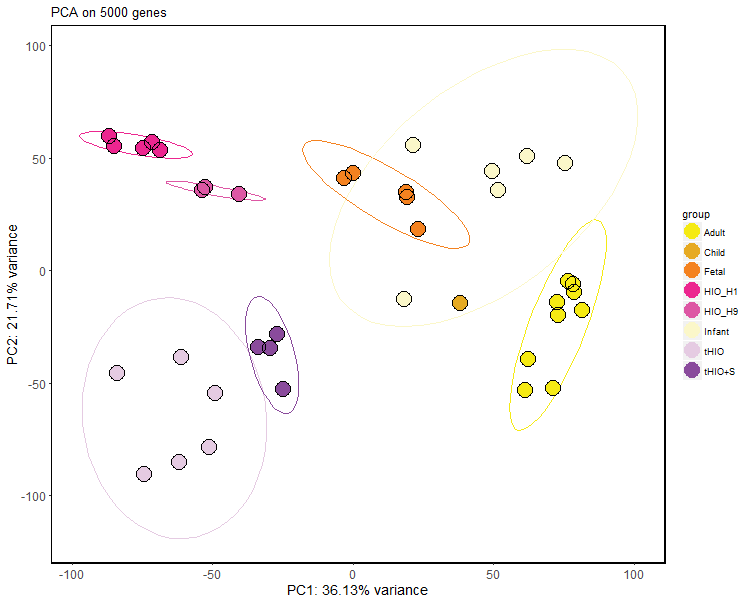 PCA on 5000 genes
100
50
0
-50
-100
PC2: 21.71% variance
-100
-50
0
50
100
PC1: 36.13% variance
group
Adult
Child
Fetal
HIO_H1
HIO_H9
Infant
tHIO
tHIO+S